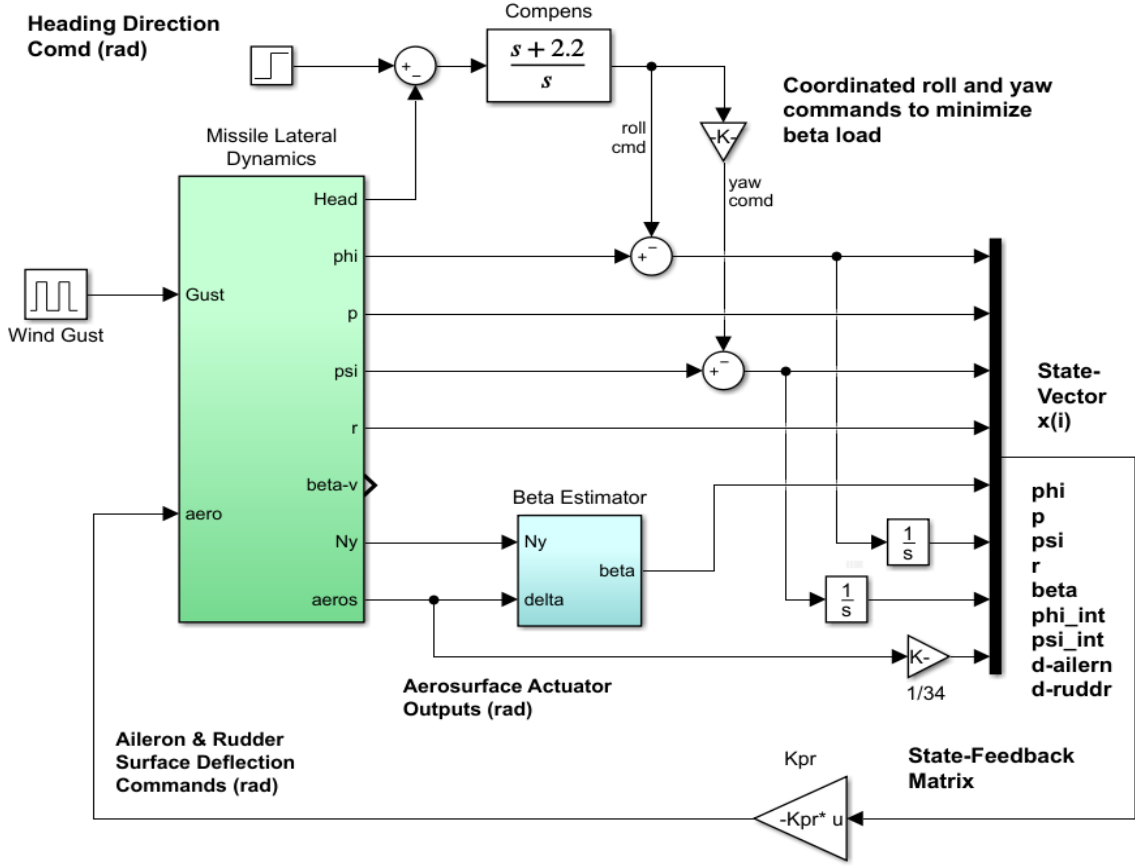 Heading Direction
Comd (rad)
Compens
+
−
s + 2.2
s
Coordinated roll and yaw
commands to minimize
beta load
roll
cmd
-K-
yaw
comd
Missile Lateral
Dynamics
Head
phi
p
psi
r
beta-v
Ny
aeros
Gust
aero
Wind Gust
+
−
+
−
Beta Estimator
Ny
delta
beta
1
s
1
s
K-
1/34
State-
Vector
x(i)
phi
p
psi
r
beta
phi_int
psi_int
d-ailern
d-ruddr
Aerosurface Actuator
Outputs (rad)
Aileron & Rudder
Surface Deflection
Commands (rad)
Kpr
-Kpr* u
State-Feedback
Matrix